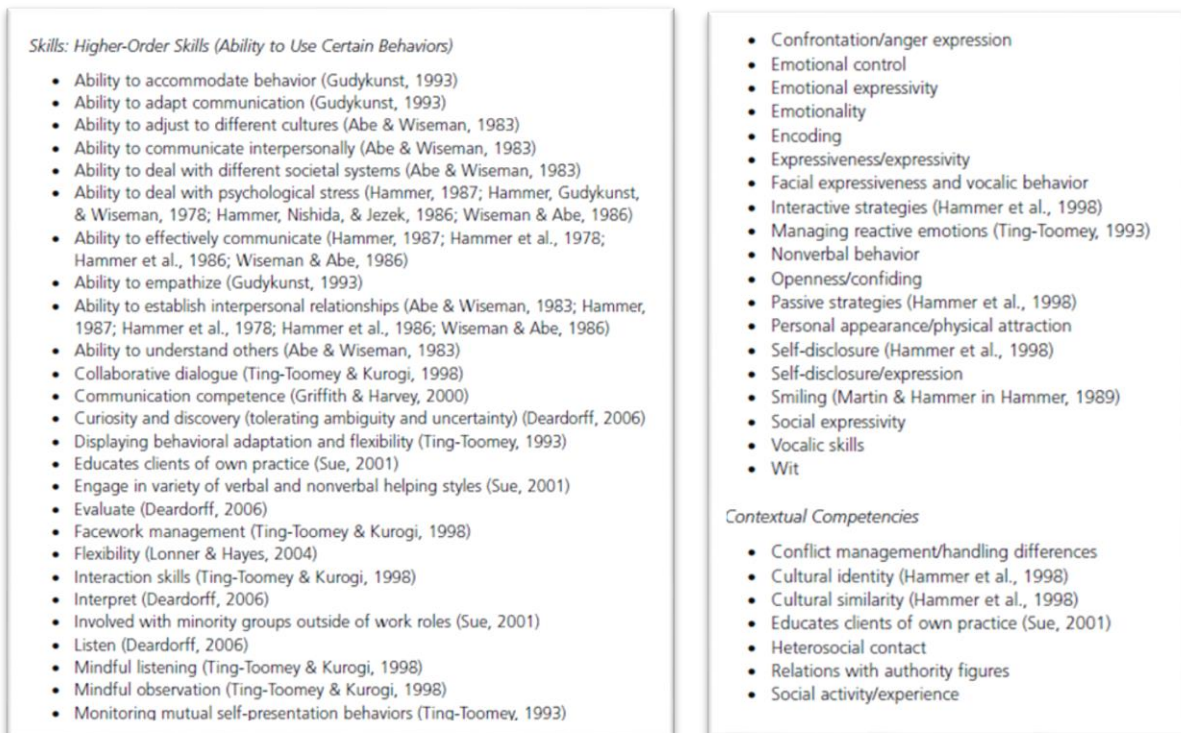 Skills: Higher-Order Skills (Ability to Use Certain Behaviors)
• Ability to accommodate behavior (Gudykunst, 1993)
• Ability to adapt communication (Gudykunst, 1993)
• Ability to adjust to different cultures (Abe & Wiseman, 1983)
• Ability to communicate interpersonally (Abe & Wiseman, 1983)
• Ability to deal with different societal systems (Abe & Wiseman, 1983)
• Ability to deal with psychological stress (Hammer, 1987; Hammer, Gudykunst,
& Wiseman, 1978; Hammer, Nishida, & Jezek, 1986; Wiseman & Abe, 1986)
• Ability to effectively communicate (Hammer, 1987; Hammer et al., 1978;
Hammer et al., 1986; Wiseman & Abe, 1986)
• Ability to empathize (Gudykunst, 1993)
• Ability to establish interpersonal relationships (Abe & Wiseman, 1983; Hammer,
1987; Hammer et al., 1978; Hammer et al., 1986; Wiseman & Abe, 1986)
• Ability to understand others (Abe & Wiseman, 1983)
• Collaborative dialogue (Ting-Toomey & Kurogi, 1998)
• Communication competence (Griffith & Harvey, 2000)
• Curiosity and discovery (tolerating ambiguity and uncertainty) (Deardorff, 2006)
• Displaying behavioral adaptation and flexibility (Ting-Toomey, 1993)
• Educates clients of own practice (Sue, 2001)
• Engage in variety of verbal and nonverbal helping styles (Sue, 2001)
• Evaluate (Deardorff, 2006)
• Facework management (Ting-Toomey & Kurogi, 1998)
• Flexibility (Lonner & Hayes, 2004)
• Interaction skills (Ting-Toomey & Kurogi, 1998)
• Interpret (Deardorff, 2006)
• Involved with minority groups outside of work roles (Sue, 2001)
• Listen (Deardorff, 2006)
• Mindful listening (Ting-Toomey & Kurogi, 1998)
• Mindful observation (Ting-Toomey & Kurogi, 1998)
• Monitoring mutual self-presentation behaviors (Ting-Toomey, 1993)
• Confrontation/anger expression
• Emotional control
• Emotional expressivity
• Emotionality
• Encoding
• Expressiveness/expressivity
• Facial expressiveness and vocalic behavior
• Interactive strategies (Hammer et al., 1998)
• Managing reactive emotions (Ting-Toomey, 1993)
• Nonverbal behavior
• Openness/confiding
• Passive strategies (Hammer et al., 1998)
• Personal appearance/physical attraction
• Self-disclosure (Hammer et al., 1998)
• Self-disclosure/expression
• Smiling (Martin & Hammer in Hammer, 1989)
• Social expressivity
• Vocalic skills
• Wit
Contextual Competencies
• Conflict management/handling differences
• Cultural identity (Hammer et al., 1998)
• Cultural similarity (Hammer et al., 1998)
• Educates clients of own practice (Sue, 2001)
• Heterosocial contact
• Relations with authority figures
• Social activity/experience